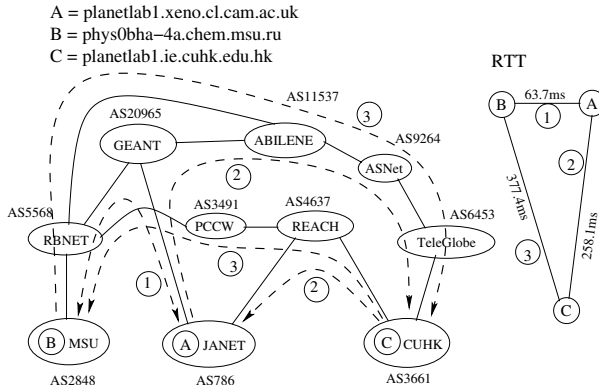 A = planetlab1.xeno.cl.cam.ac.uk
B = phys0bha-4a.chem.msu.ru
C = planetlab1.ie.cuhk.edu.hk
RTT
63.7ms
B
A
1
2
3
377.4ms
258.1ms
C
AS11537
3
AS20965
AS9264
GEANT
ABILENE
ASNet
2
AS5568
AS3491
AS4637
AS6453
RBNET
PCCW
REACH
TeleGlobe
1
3
2
B MSU
A JANET
C CUHK
AS2848
AS786
AS3661